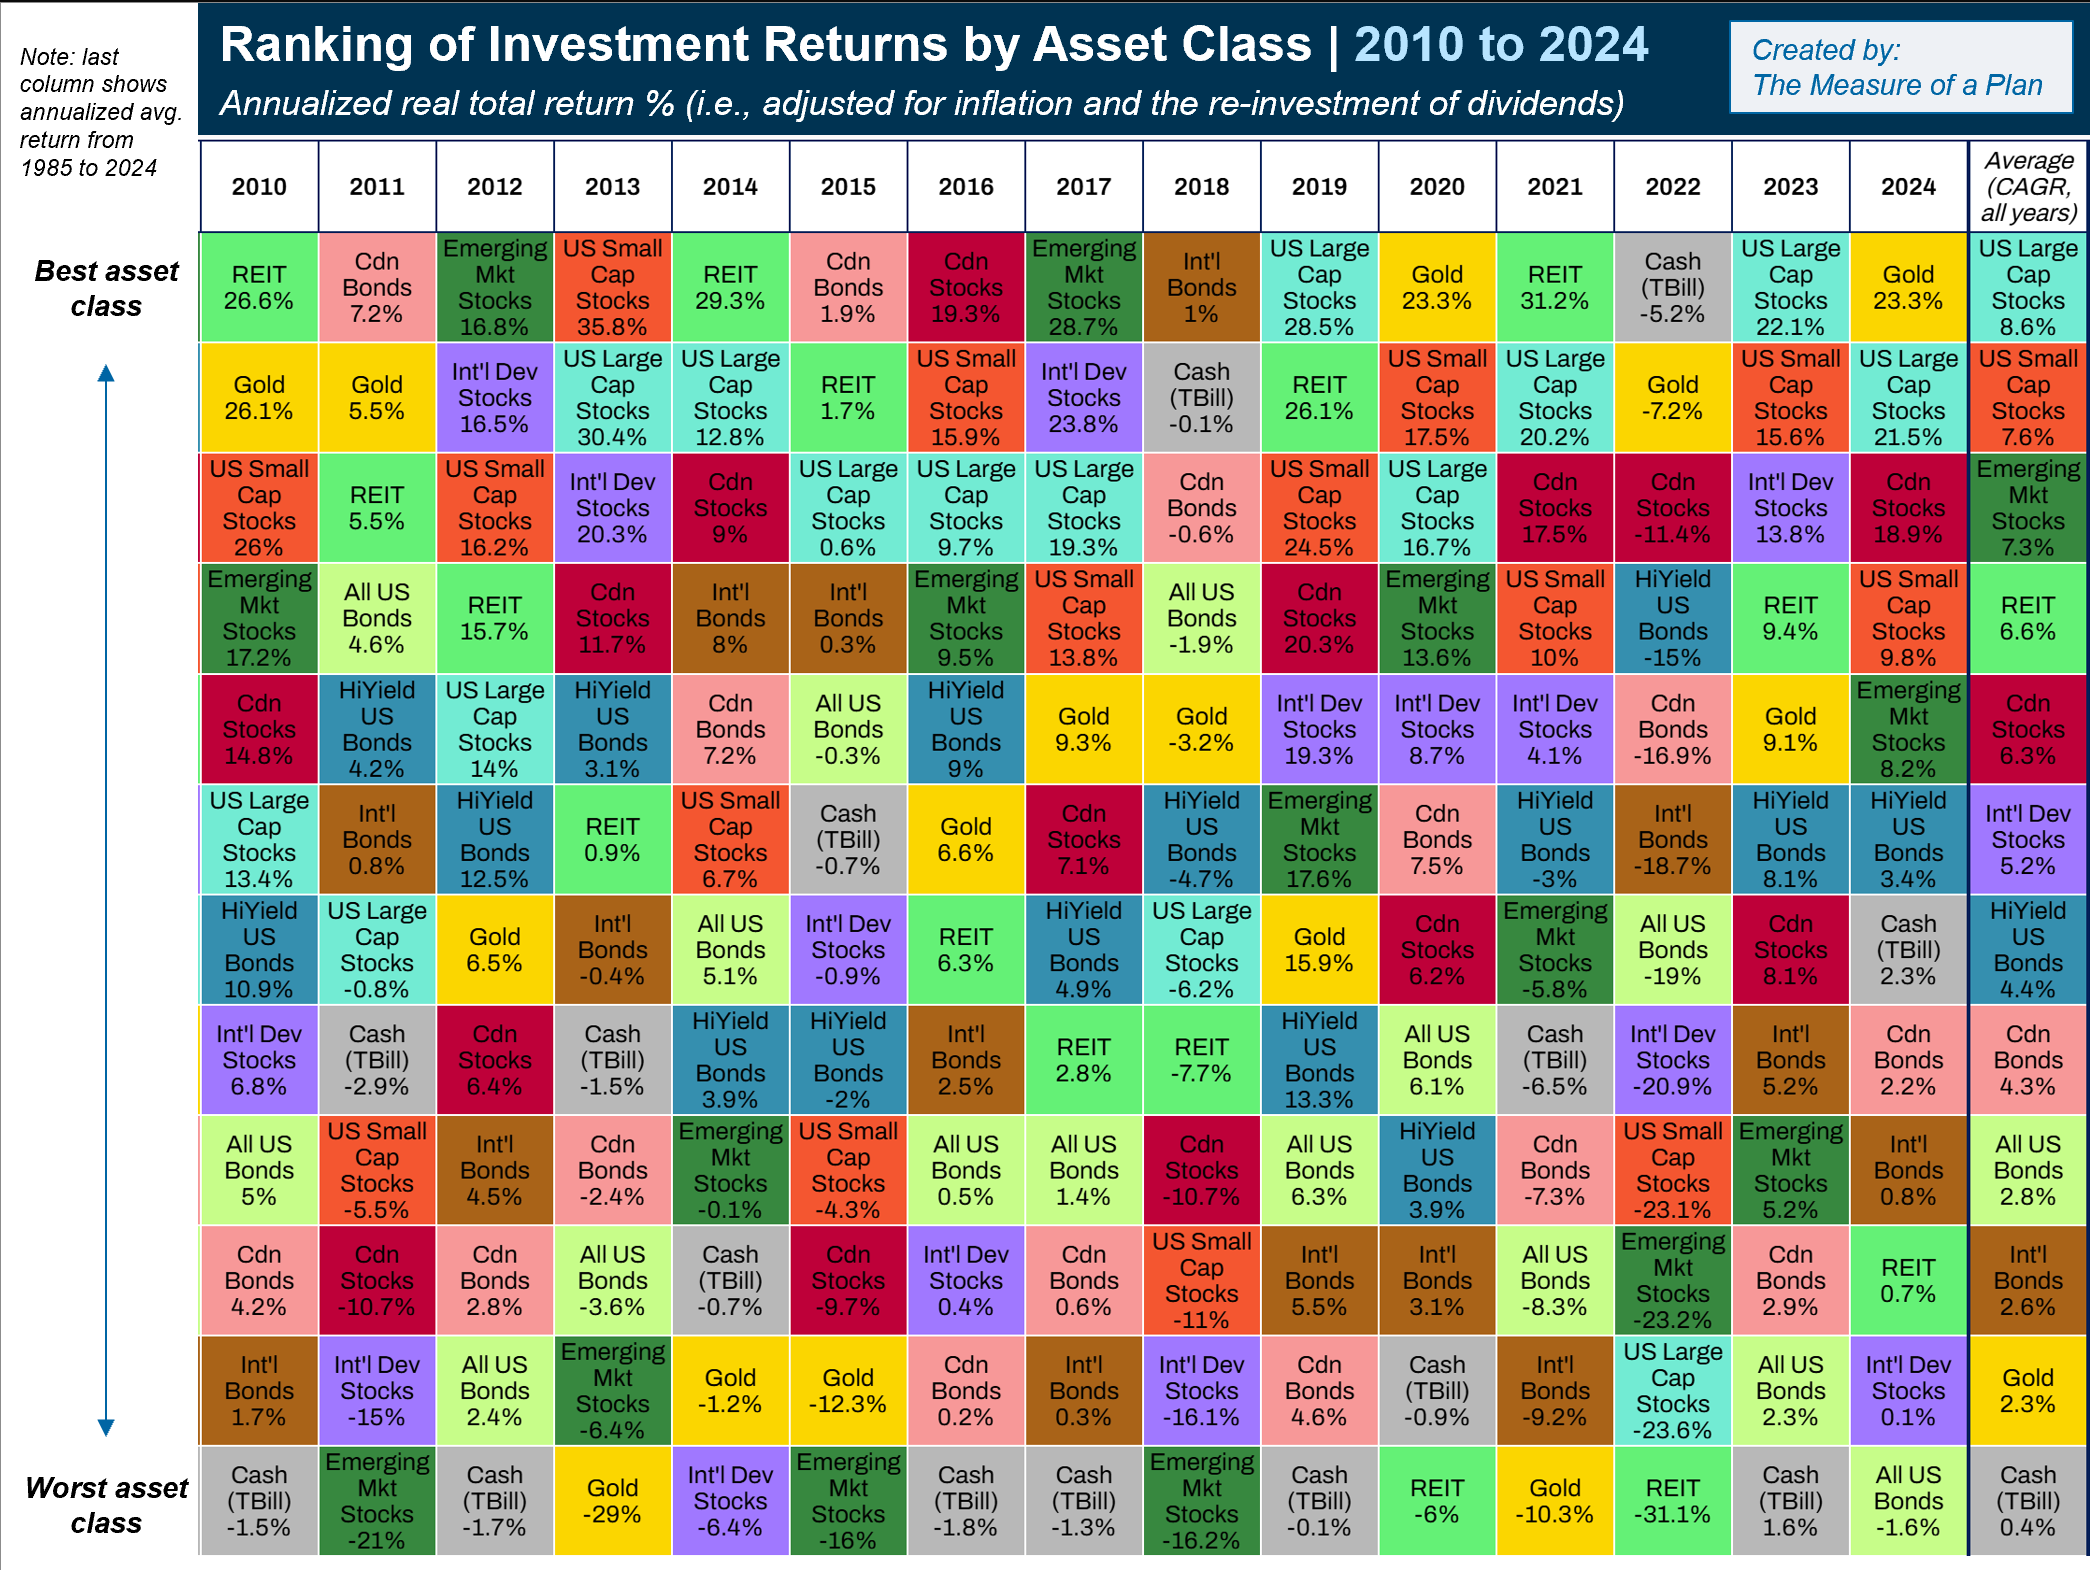 Note: last
column shows
annualized avg.
return from
1985 to 2024
Ranking of Investment Returns by Asset Class | 2010 to 2024
Annualized real total return % (i.e., adjusted for inflation and the re-investment of dividends)
Created by:
The Measure of a Plan
2010 2011 2012 2013 2014 2015 2016 2017 2018 2019 2020 2021 2022 2023 2024 Average (CAGR, all years)
Best asset
class
REIT 26.6% Cdn Bonds 7.2% Emerging Mkt Stocks 16.8% US Small Cap Stocks 35.8% REIT 29.3% Cdn Bonds 1.9% Cdn Stocks 19.3% Emerging Mkt Stocks 28.7% Int'l Bonds 1% US Large Cap Stocks 28.5% Gold 23.3% REIT 31.2% Cash (TBill) -5.2% US Large Cap Stocks 22.1% Gold 23.3% US Large Cap Stocks 8.6%
Gold 26.1% Gold 5.5% Int'l Dev Stocks 16.5% US Large Cap Stocks 30.4% US Large Cap Stocks 12.8% REIT 1.7% US Small Cap Stocks 15.9% Int'l Dev Stocks 23.8% Cash (TBill) -0.1% REIT 26.1% US Small Cap Stocks 17.5% US Large Cap Stocks 20.2% Gold -7.2% US Small Cap Stocks 15.6% US Large Cap Stocks 21.5% US Small Cap Stocks 7.6%
US Small Cap Stocks 26% REIT 5.5% US Small Cap Stocks 16.2% Int'l Dev Stocks 20.3% Cdn Stocks 9% US Large Cap Stocks 0.6% US Large Cap Stocks 9.7% US Large Cap Stocks 19.3% Cdn Bonds -0.6% US Small Cap Stocks 24.5% US Large Cap Stocks 16.7% Cdn Stocks 17.5% Cdn Stocks -11.4% Int'l Dev Stocks 13.8% Cdn Stocks 18.9% Emerging Mkt Stocks 7.3%
Emerging Mkt Stocks 17.2% All US Bonds 4.6% REIT 15.7% Cdn Stocks 11.7% Int'l Bonds 8% Int'l Bonds 0.3% Emerging Mkt Stocks 9.5% US Small Cap Stocks 13.8% All US Bonds -1.9% Cdn Stocks 20.3% Emerging Mkt Stocks 13.6% US Small Cap Stocks 10% HiYield US Bonds -15% REIT 9.4% US Small Cap Stocks 9.8% REIT 6.6%
Cdn Stocks 14.8% HiYield US Bonds 4.2% US Large Cap Stocks 14% HiYield US Bonds 3.1% Cdn Bonds 7.2% All US Bonds -0.3% HiYield US Bonds 9% Gold 9.3% Gold -3.2% Int'l Dev Stocks 19.3% Int'l Dev Stocks 8.7% Int'l Dev Stocks 4.1% Cdn Bonds -16.9% Gold 9.1% Emerging Mkt Stocks 8.2% Cdn Stocks 6.3%
US Large Cap Stocks 13.4% Int'l Bonds 0.8% HiYield US Bonds 12.5% REIT 0.9% US Small Cap Stocks 6.7% Cash (TBill) -0.7% Gold 6.6% Cdn Stocks 7.1% HiYield US Bonds -4.7% Emerging Mkt Stocks 17.6% Cdn Bonds 7.5% HiYield US Bonds -3% Int'l Bonds -18.7% HiYield US Bonds 8.1% HiYield US Bonds 3.4% Int'l Dev Stocks 5.2%
HiYield US Bonds 10.9% US Large Cap Stocks -0.8% Gold 6.5% Int'l Bonds -0.4% All US Bonds 5.1% Int'l Dev Stocks -0.9% REIT 6.3% HiYield US Bonds 4.9% US Large Cap Stocks -6.2% Gold 15.9% Cdn Stocks 6.2% Emerging Mkt Stocks -5.8% All US Bonds -19% Cdn Stocks 8.1% Cash (TBill) 2.3% HiYield US Bonds 4.4%
Int'l Dev Stocks 6.8% Cash (TBill) -2.9% Cdn Stocks 6.4% Cash (TBill) -1.5% HiYield US Bonds 3.9% HiYield US Bonds -2% Int'l Bonds 2.5% REIT 2.8% REIT -7.7% HiYield US Bonds 13.3% All US Bonds 6.1% Cash (TBill) -6.5% Int'l Dev Stocks -20.9% Int'l Bonds 5.2% Cdn Bonds 2.2% Cdn Bonds 4.3%
All US Bonds 5% US Small Cap Stocks -5.5% Int'l Bonds 4.5% Cdn Bonds -2.4% Emerging Mkt Stocks -0.1% US Small Cap Stocks -4.3% All US Bonds 0.5% All US Bonds 1.4% Cdn Stocks -10.7% All US Bonds 6.3% HiYield US Bonds 3.9% Cdn Bonds -7.3% US Small Cap Stocks -23.1% Emerging Mkt Stocks 5.2% Int'l Bonds 0.8% All US Bonds 2.8%
Cdn Bonds 4.2% Cdn Stocks -10.7% Cdn Bonds 2.8% All US Bonds -3.6% Cash (TBill) -0.7% Cdn Stocks -9.7% Int'l Dev Stocks 0.4% Cdn Bonds 0.6% US Small Cap Stocks -11% Int'l Bonds 5.5% Int'l Bonds 3.1% All US Bonds -8.3% Emerging Mkt Stocks -23.2% Cdn Bonds 2.9% REIT 0.7% Int'l Bonds 2.6%
Int'l Bonds 1.7% Int'l Dev Stocks -15% All US Bonds 2.4% Emerging Mkt Stocks -6.4% Gold -1.2% Gold -12.3% Cdn Bonds 0.2% Int'l Bonds 0.3% Int'l Dev Stocks -16.1% Cdn Bonds 4.6% Cash (TBill) -0.9% Int'l Bonds -9.2% US Large Cap Stocks -23.6% All US Bonds 2.3% Int'l Dev Stocks 0.1% Gold 2.3%
Worst asset
class
Cash (TBill) -1.5% Emerging Mkt Stocks -21% Cash (TBill) -1.7% Gold -29% Int'l Dev Stocks -6.4% Emerging Mkt Stocks -16% Cash (TBill) -1.8% Cash (TBill) -1.3% Emerging Mkt Stocks -16.2% Cash (TBill) -0.1% REIT -6% Gold -10.3% REIT -31.1% Cash (TBill) 1.6% All US Bonds -1.6% Cash (TBill) 0.4%